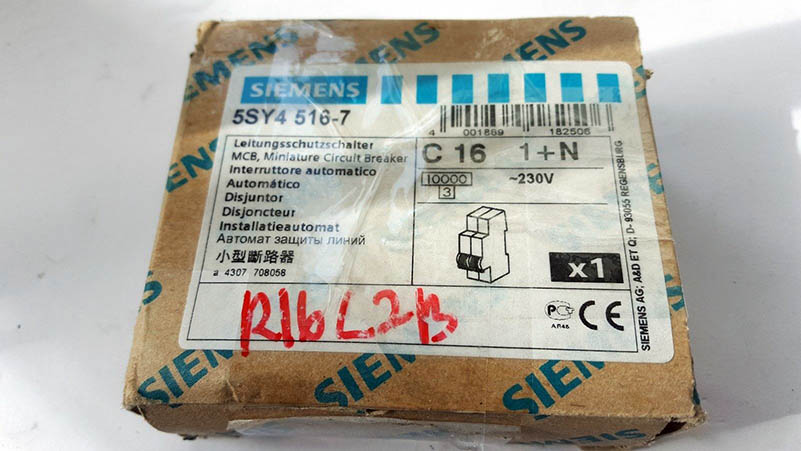 SIEMENS
SIEMENS
5SY4 516-7
4 001869 182506
Leitungsschutzschalter
MCB, Miniature Circuit Breaker
Interruttore automatico
Automático
Disjuntor
Disjoncteur
Installatieautomat
Автомат защиты линий
小型斷路器
a 4307 708058
C 16 1+N
10000
3
~230V
x1
SIEMENS AG; A&D ET Q; D- 93055 REGENSBURG
P
АЛ46
CE
R16 L2B
SIEMENS
SIEMENS